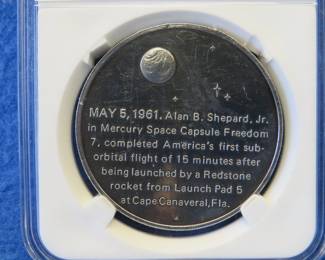 MAY 5, 1961. Alan B. Shepard, Jr.
in Mercury Space Capsule Freedom
7, completed America's first sub-
orbital flight of 15 minutes after
being launched by a Redstone
rocket from Launch Pad 5
at Cape Canaveral, Fla.